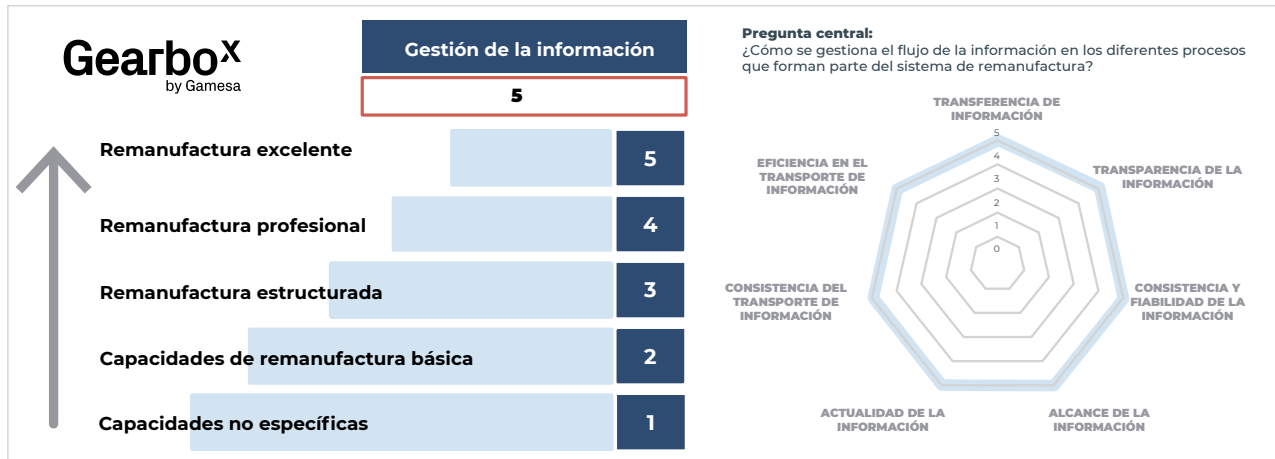 Gearbox
by Gamesa
Gestión de la información
5
Remanufactura excelente
5
Remanufactura profesional
4
Remanufactura estructurada
3
Capacidades de remanufactura básica
2
Capacidades no específicas
1
Pregunta central:
¿Cómo se gestiona el flujo de la información en los diferentes procesos
que forman parte del sistema de remanufactura?
TRANSFERENCIA DE
INFORMACIÓN
5
4
3
2
1
0
EFICIENCIA EN EL
TRANSPORTE DE
INFORMACIÓN
TRANSPARENCIA DE LA
INFORMACIÓN
CONSISTENCIA DEL
TRANSPORTE DE
INFORMACIÓN
CONSISTENCIA Y
FIABILIDAD DE LA
INFORMACIÓN
ACTUALIDAD DE LA
INFORMACIÓN
ALCANCE DE LA
INFORMACIÓN